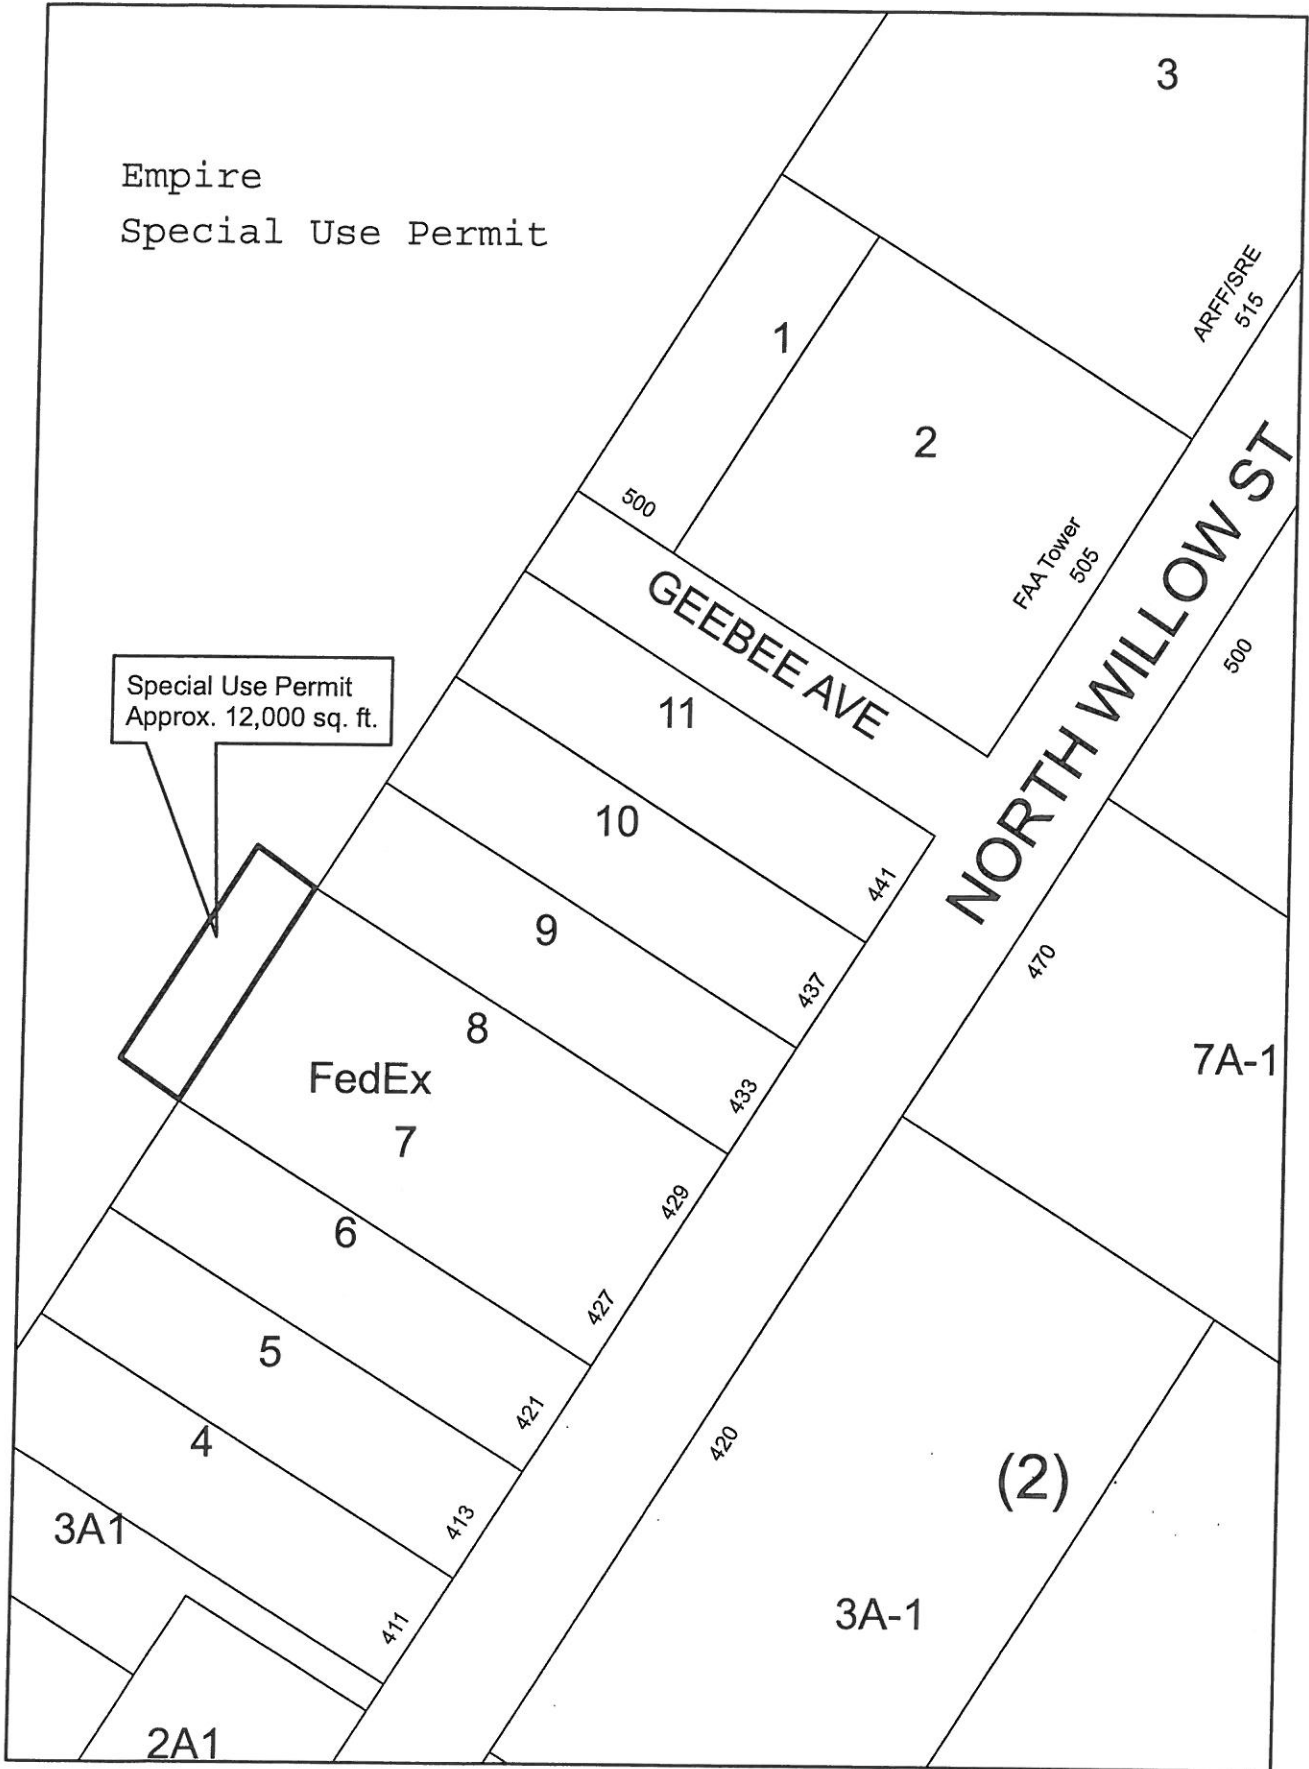 Empire
Special Use Permit
3
ARFF/SRE
515
1
2
500
FAA Tower
505
GEEBEE AVE
NORTH WILLOW ST
500
Special Use Permit
Approx. 12,000 sq. ft.
11
10
441
9
437
470
8
433
7A-1
FedEx
7
429
6
427
5
421
420
4
413
(2)
3A1
411
3A-1
2A1